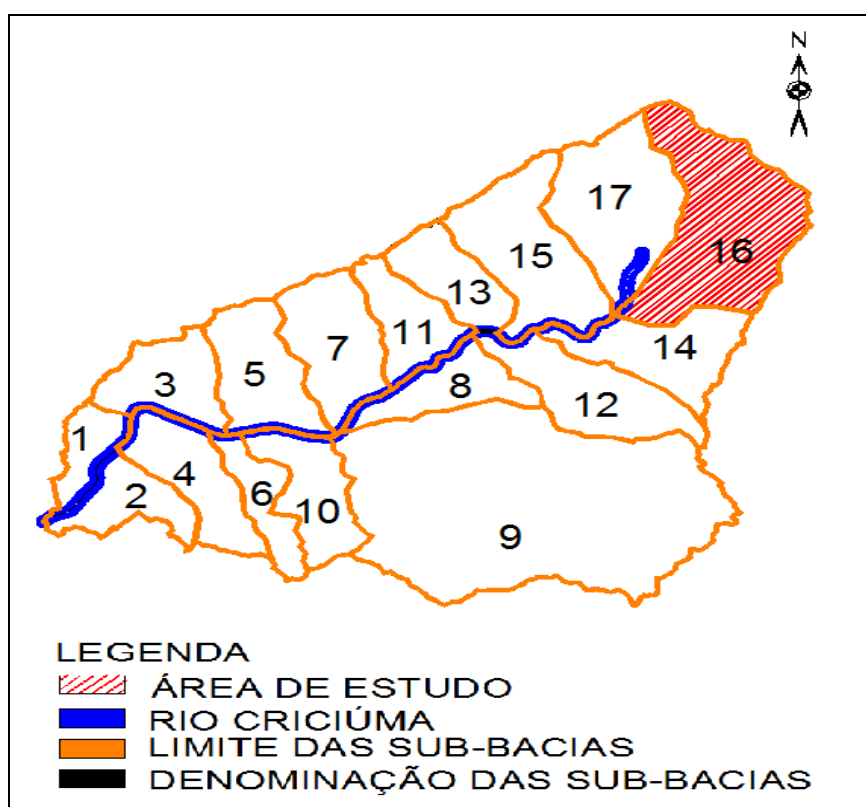 N
17
16
15
13
14
11
7
5
8
12
3
1
4
2
6
10
9
LEGENDA
ÁREA DE ESTUDO
RIO CRICIÚMA
LIMITE DAS SUB-BACIAS
DENOMINAÇÃO DAS SUB-BACIAS